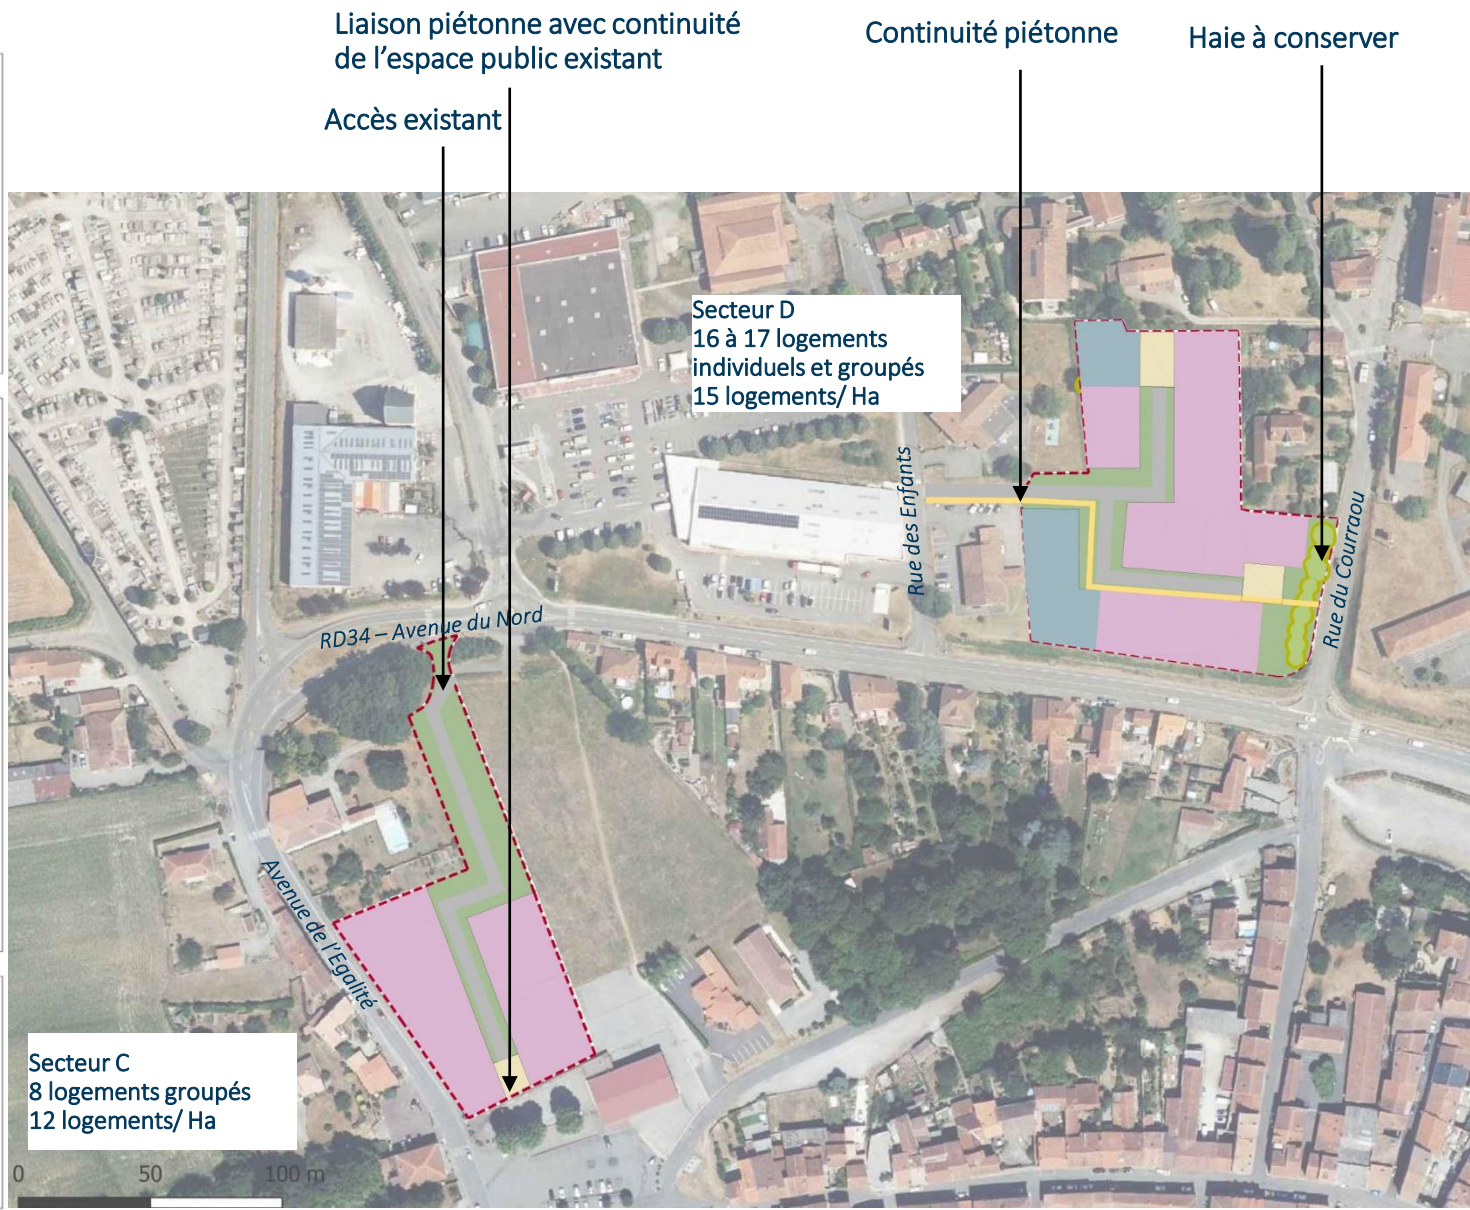 Liaison piétonne avec continuité
de l'espace public existant
Continuité piétonne
Haie à conserver
Accès existant
Secteur D
16 à 17 logements
individuels et groupés
15 logements/ Ha
Rue des Enfants
Rue du Courraou
RD34 – Avenue du Nord
Avenue de l'Egalité
Secteur C
8 logements groupés
12 logements/ Ha
0 50 100 m